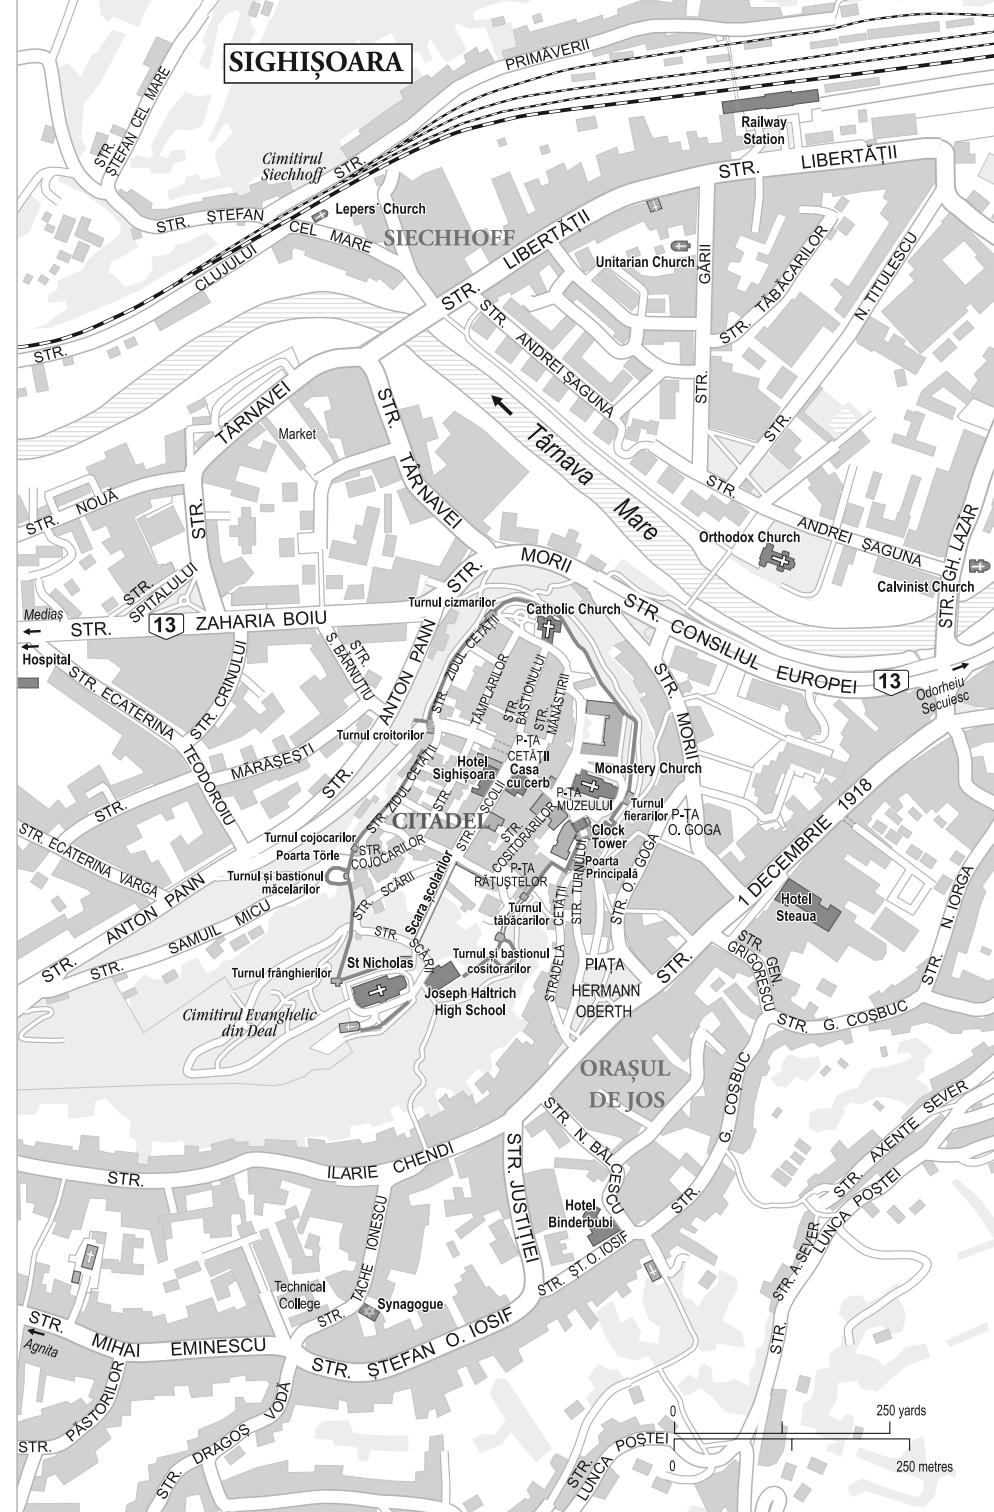 SIGHIȘOARA
STR. PRIMĂVERII
STR.
ȘTEFAN CEL MARE
Railway
Station
Cimitirul
Siechhoff
STR. LIBERTĂȚII
Lepers´ Church
STR. ȘTEFAN CEL MARE
SIECHHOFF
STR. LIBERTĂȚII
Unitarian Church
STR. GĂRII
STR. TĂBĂCARILOR
STR. N. TITULESCU
STR. CLUJULUI
STR. ANDREI ȘAGUNA
STR. TÂRNAVEI
Market
STR. TÂRNAVEI
Târnava
Mare
STR. NOUĂ
STR. ANDREI ȘAGUNA
STR. GH. LAZĂR
Orthodox Church
Calvinist Church
STR. MORII
STR.
SPITALULUI
Mediaș
STR. 13 ZAHARIA BOIU
Turnul cizmarilor
Catholic Church
STR. CONSILIUL EUROPEI 13
Hospital
Odorheiu
Secuiesc
STR. ECATERINA TEODOROIU
STR. CRINULUI
STR.
S BĂRNUȚIU
STR. ANTON PANN
STR. ZIDUL CETĂȚII
TÂMPLARILOR
STR.
BASTIONULUI
STR.
MĂNĂSTIRII
STR. MORII
Turnul croitorilor
P-ȚA
CETĂȚII
Hotel
Sighișoara
Casa
cu cerb
Monastery Church
STR. MĂRĂȘEȘTI
STR. ZIDUL CETĂȚII
STR.
STR. ȘCOLII
P-ȚA
MUZEULUI
Turnul
fierarilor
P-ȚA
O. GOGA
CITADEL
STR.
COSITORARILOR
Clock
Tower
STR. 1 DECEMBRIE 1918
Turnul cojocarilor
Poarta Törle
STR.
COJOCARILOR
Poarta
Principală
STR. ECATERINA VARGA
Turnul și bastionul
măcelarilor
STR. SCĂRII
Scara școlarilor
P-ȚA
RĂȚUȘTELOR
STR. TURNULUI
STR. O. GOGA
Hotel
Steaua
STR. N. IORGA
STR. ANTON PANN
STR. SAMUIL MICU
Turnul
tăbăcarilor
STRADELA CETĂȚII
STR. SCĂRII
Turnul și bastionul
cositorarilor
STR. GEN.
GRIGORESCU
St Nicholas
Turnul frânghierilor
PIAȚA
HERMANN
OBERTH
Joseph Haltrich
High School
Cimitirul Evanghelic
din Deal
STR. G. COȘBUC
ORAȘUL
DE JOS
STR. G. COȘBUC
STR. AXENTE SEVER
STR. N. BĂLCESCU
STR. ILARIE CHENDI
STR. JUSTIȚIEI
STR. LUNCA POȘTEI
STR. A. SEVER
Hotel
Binderbubi
STR. TACHE IONESCU
STR. ȘT. O. IOSIF
Technical
College
Synagogue
STR. MIHAI EMINESCU
Agnita
STR. ȘTEFAN O. IOSIF
STR. PĂSTORILOR
STR. DRAGOȘ VODĂ
STR.
LUNCA POȘTEI
0 250 yards
0 250 metres